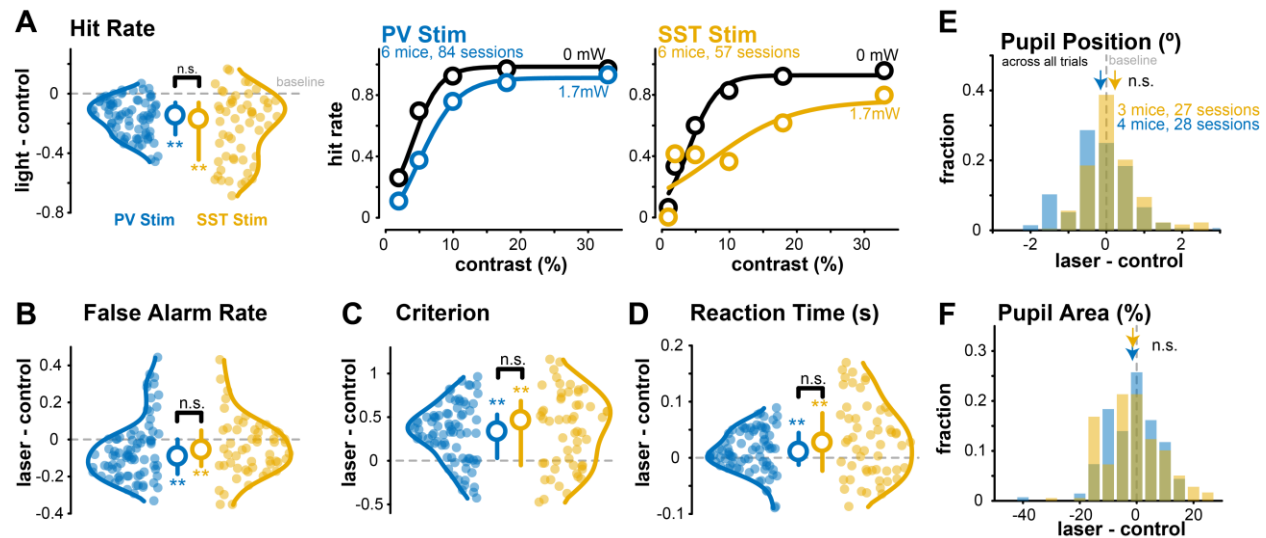 A Hit Rate
light - control
0
-0.4
-0.8
n.s.
baseline
**
**
PV Stim
SST Stim
PV Stim
6 mice, 84 sessions
0 mW
1.7mW
hit rate
0.8
0.4
0
0
10
20
30
contrast (%)
SST Stim
6 mice, 57 sessions
0 mW
1.7mW
0.8
0.4
0
0
10
20
30
contrast (%)
E
Pupil Position (º)
across all trials
baseline
n.s.
3 mice, 27 sessions
4 mice, 28 sessions
fraction
0.4
0.2
0
-2
0
2
laser - control
B False Alarm Rate
laser - control
0.4
0.2
0
-0.2
-0.4
n.s.
**
**
C Criterion
laser - control
1
0.5
0
-0.5
n.s.
**
**
D Reaction Time (s)
laser - control
0.2
0.1
0
-0.1
n.s.
**
**
F Pupil Area (%)
n.s.
fraction
0.3
0.2
0.1
0
-40
-20
0
20
laser - control